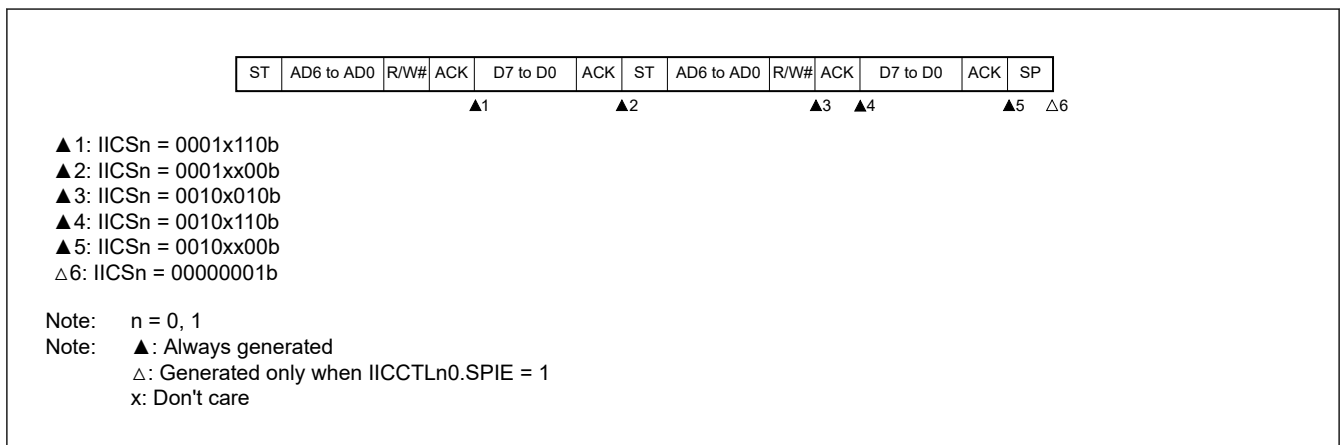 ST AD6 to AD0 R/W# ACK D7 to D0 ACK ST AD6 to AD0 R/W# ACK D7 to D0 ACK SP
▲1 ▲2 ▲3 ▲4 ▲5 △6
▲1: IICSn = 0001x110b
▲2: IICSn = 0001xx00b
▲3: IICSn = 0010x010b
▲4: IICSn = 0010x110b
▲5: IICSn = 0010xx00b
△6: IICSn = 00000001b
Note: n = 0, 1
Note: ▲: Always generated
△: Generated only when IICCTLn0.SPIE = 1
x: Don't care